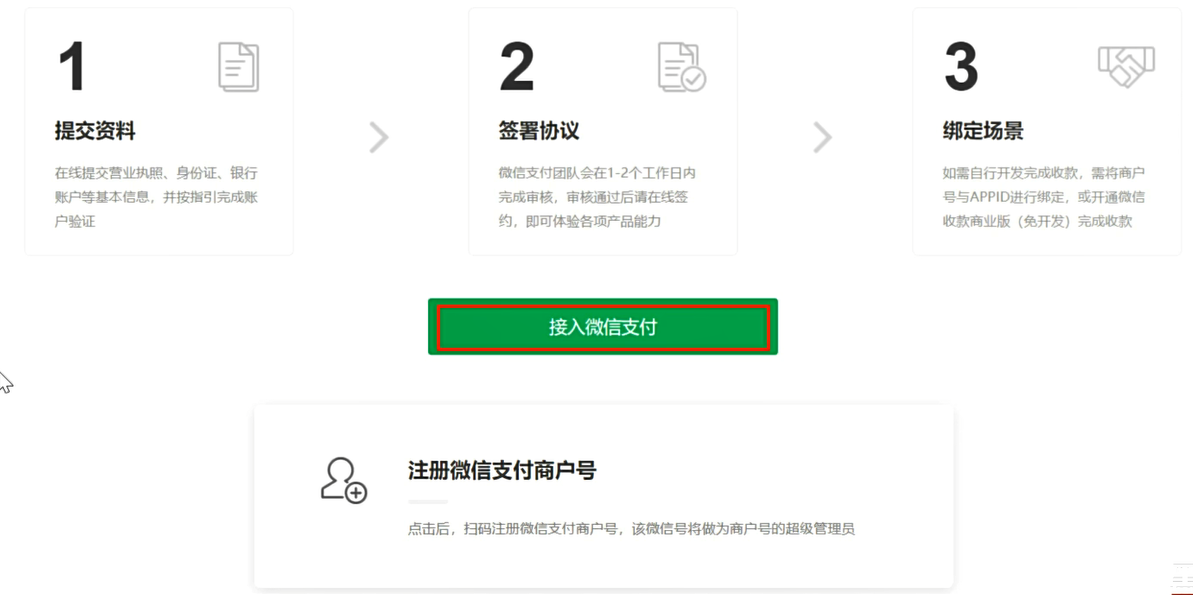 1
提交资料
在线提交营业执照、身份证、银行
账户等基本信息，并按指引完成账
户验证
2
签署协议
微信支付团队会在1-2个工作日内
完成审核，审核通过后请在线签
约，即可体验各项产品能力
3
绑定场景
如需自行开发完成收款，需将商户
号与APPID进行绑定，或开通微信
收款商业版（免开发）完成收款
接入微信支付
注册微信支付商户号
点击后，扫码注册微信支付商户号，该微信号将做为商户号的超级管理员